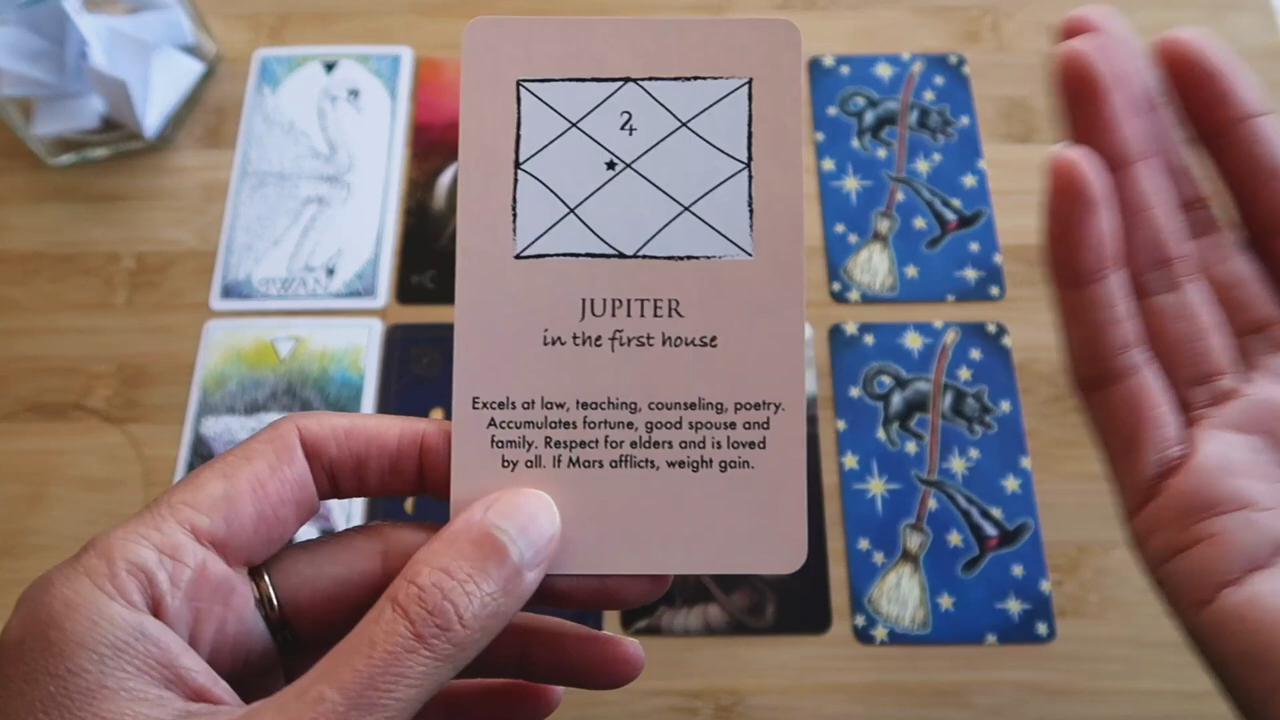 SWAN
JUPITER
in the first house
Excels at law, teaching, counseling, poetry.
Accumulates fortune, good spouse and
family. Respect for elders and is loved
by all. If Mars afflicts, weight gain.